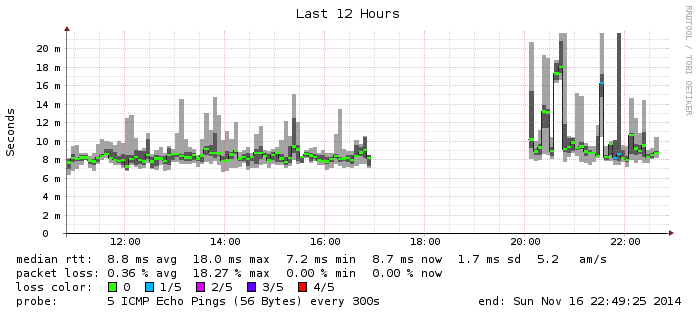 Last 12 Hours
RRDTOOL / TOBI OETIKER
Seconds
20 m
18 m
16 m
14 m
12 m
10 m
8 m
6 m
4 m
2 m
0
12:00 14:00 16:00 18:00 20:00 22:00
median rtt: 8.8 ms avg 18.0 ms max 7.2 ms min 8.7 ms now 1.7 ms sd 5.2 am/s
packet loss: 0.36 % avg 18.27 % max 0.00 % min 0.00 % now
loss color: 0 1/5 2/5 3/5 4/5
probe: 5 ICMP Echo Pings (56 Bytes) every 300s end: Sun Nov 16 22:49:25 2014